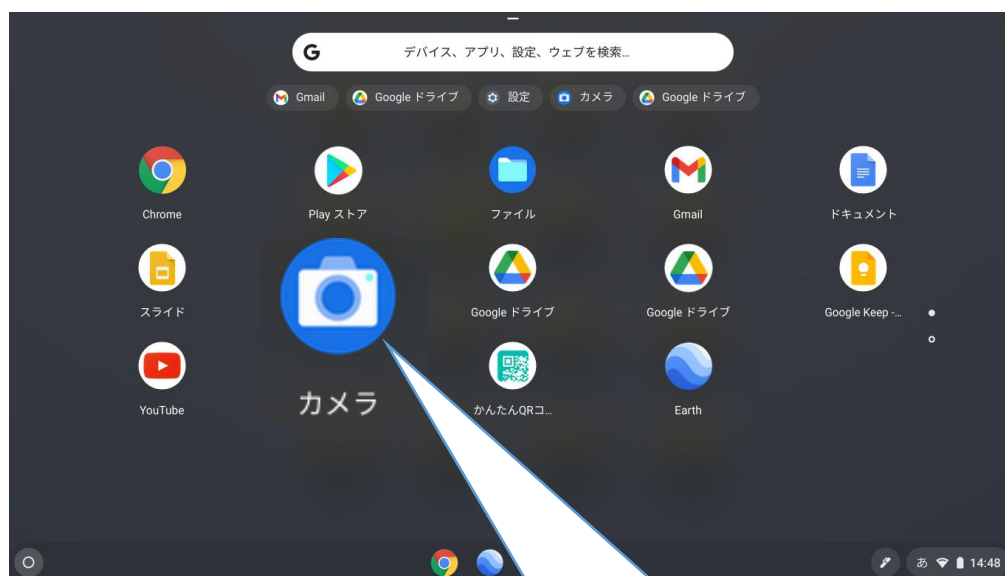 G デバイス、アプリ、設定、ウェブを検索...
Gmail Google ドライブ 設定 カメラ Google ドライブ
Chrome Play ストア ファイル Gmail ドキュメント
スライド Google ドライブ Google ドライブ Google Keep -...
YouTube カメラ かんたんQRコ... Earth
あ 14:48